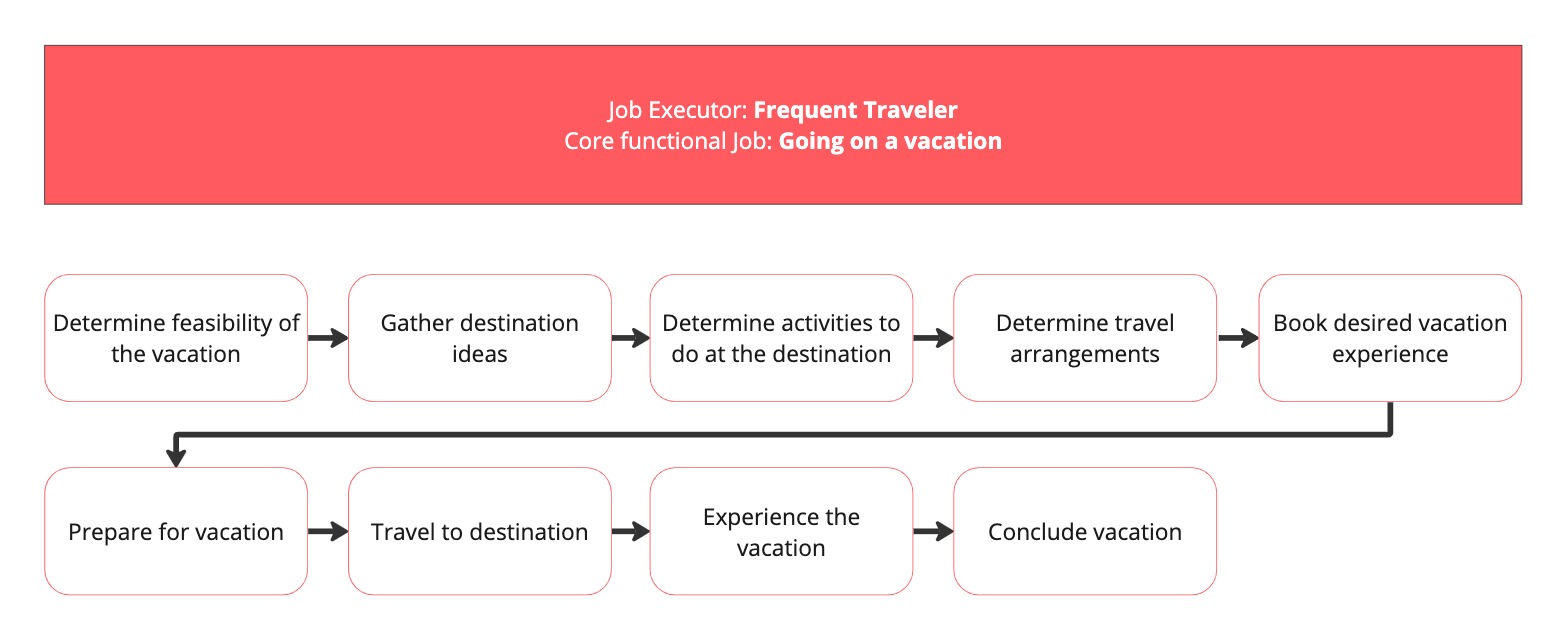 Job Executor: Frequent Traveler
Core functional Job: Going on a vacation
Determine feasibility of
the vacation
Gather destination
ideas
Determine activities to
do at the destination
Determine travel
arrangements
Book desired vacation
experience
Prepare for vacation
Travel to destination
Experience the
vacation
Conclude vacation